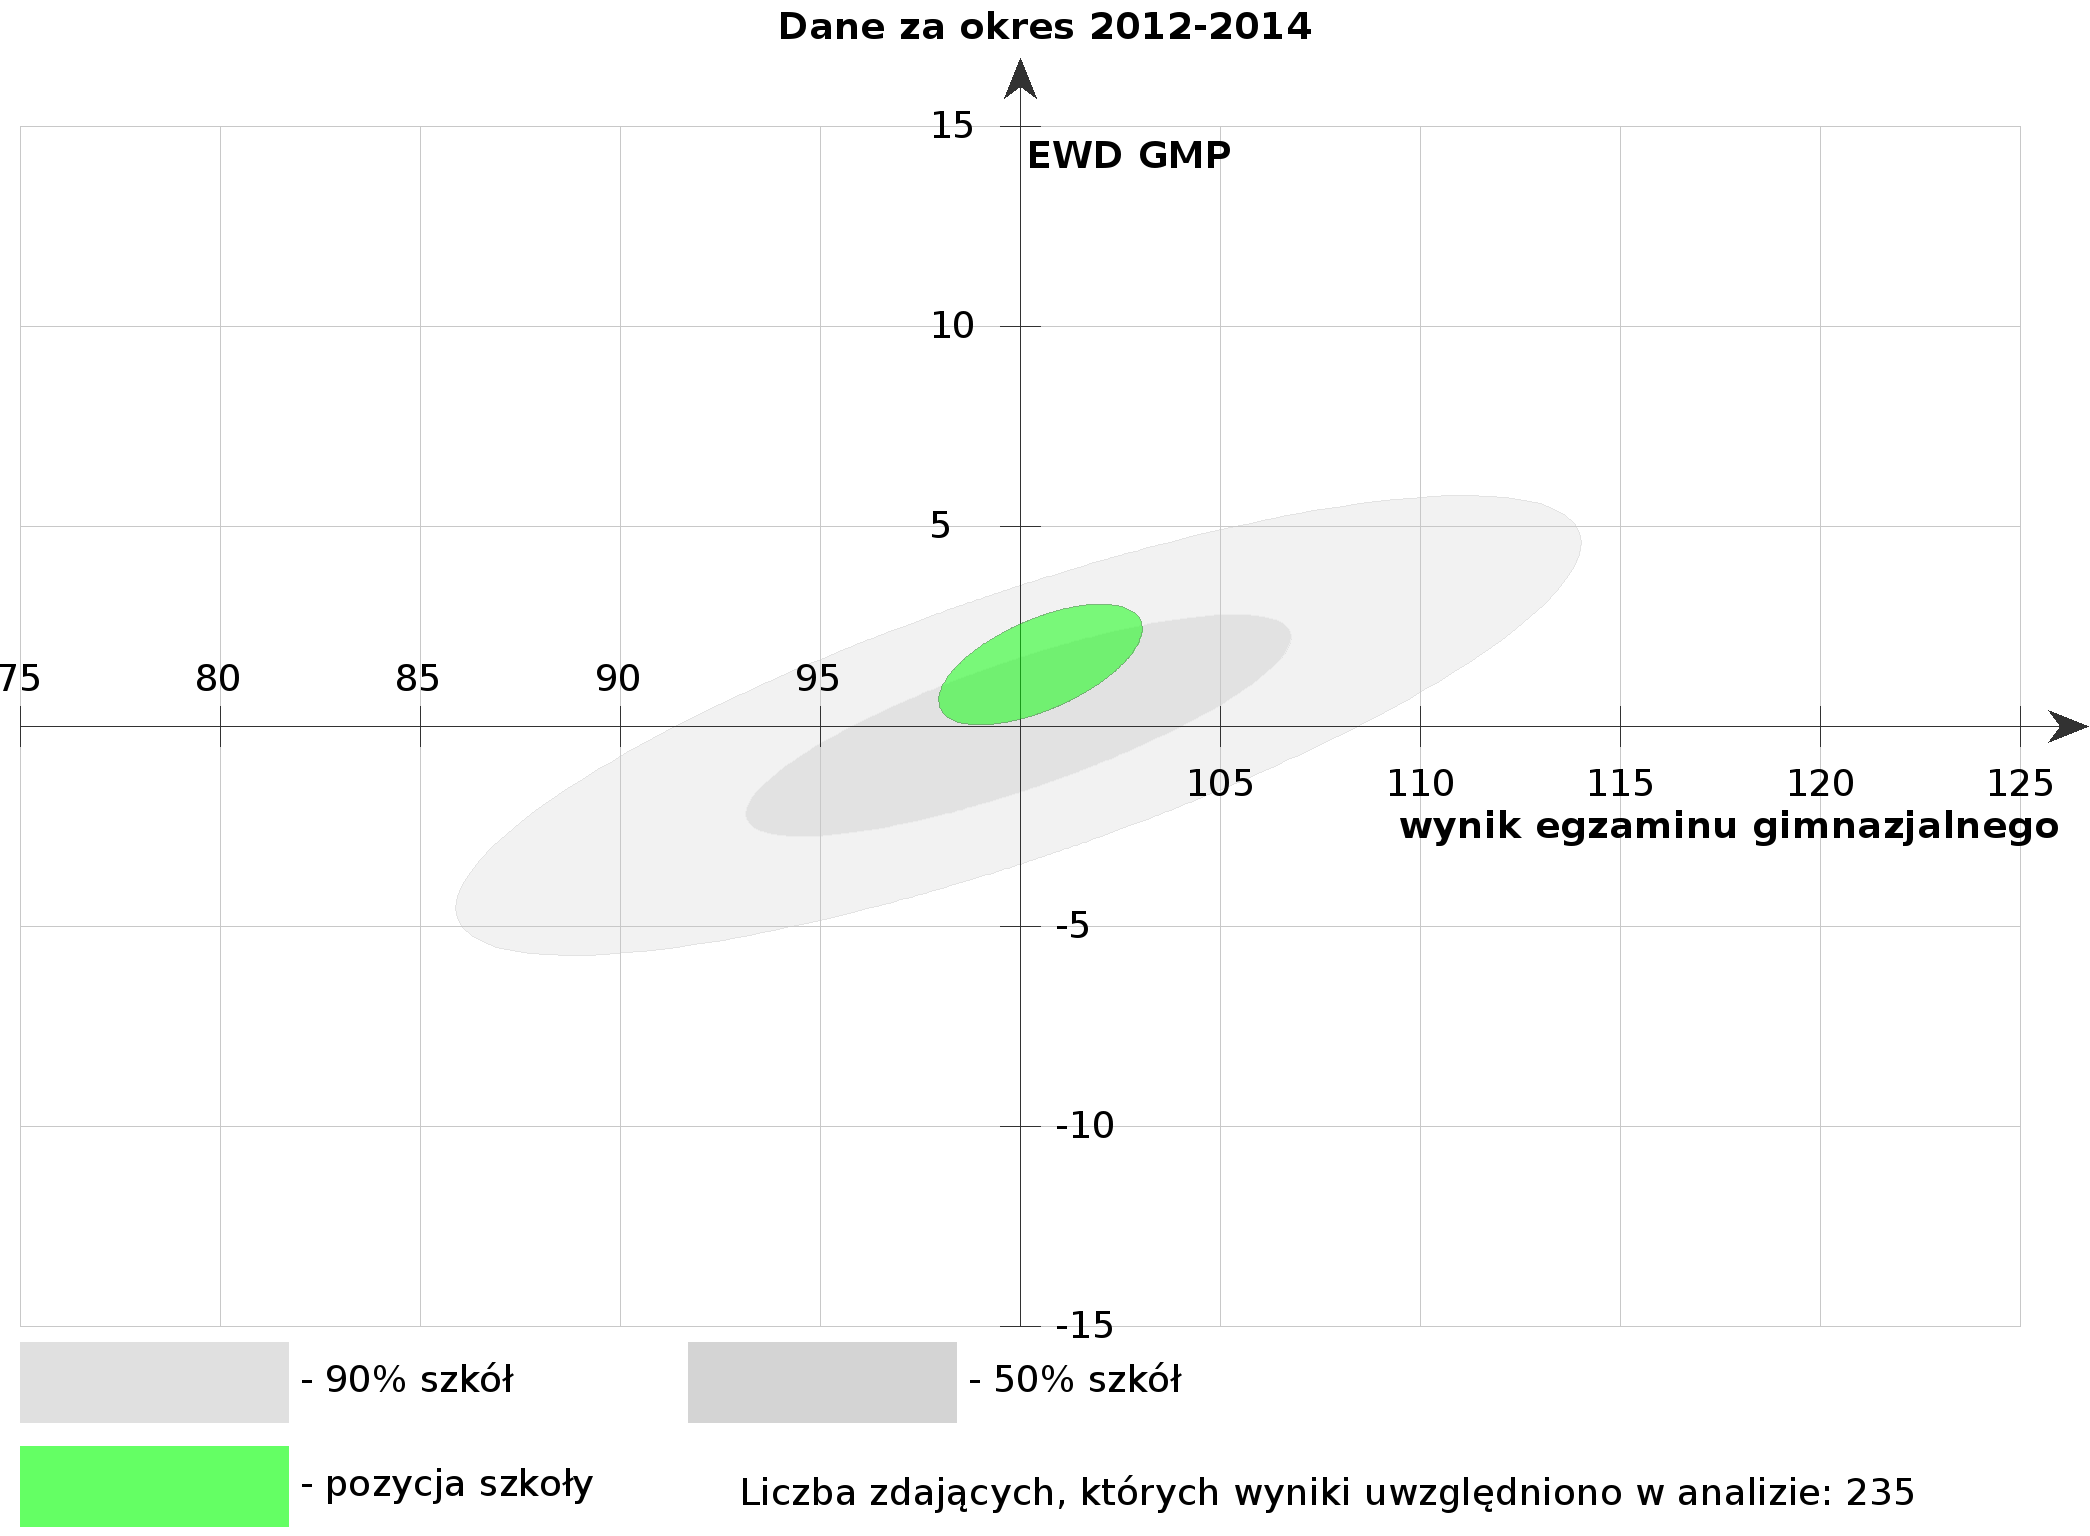 Dane za okres 2012-2014
15
EWD GMP
10
5
75 80 85 90 95
105 110 115 120 125
wynik egzaminu gimnazjalnego
-5
-10
-15
- 90% szkół - 50% szkół
- pozycja szkoły Liczba zdających, których wyniki uwzględniono w analizie: 235